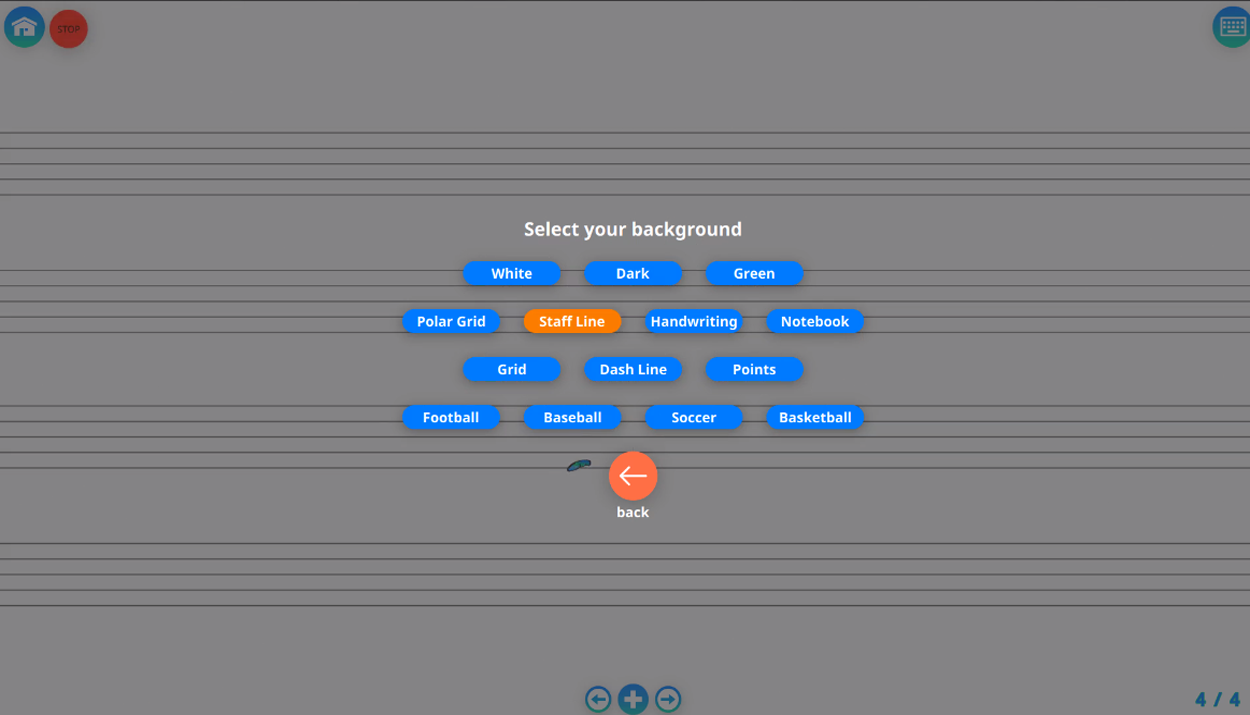 STOP
Select your background
White Dark Green
Polar Grid Staff Line Handwriting Notebook
Grid Dash Line Points
Football Baseball Soccer Basketball
back
4 / 4